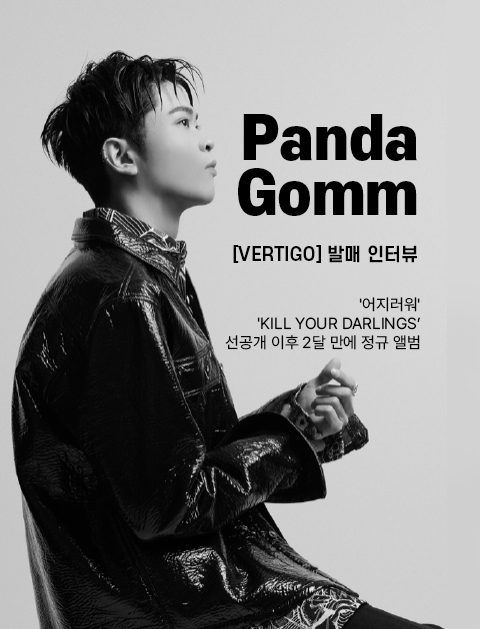 Panda
Gomm
[VERTIGO] 발매 인터뷰
'어지러워'
'KILL YOUR DARLINGS'
선공개 이후 2달 만에 정규 앨범